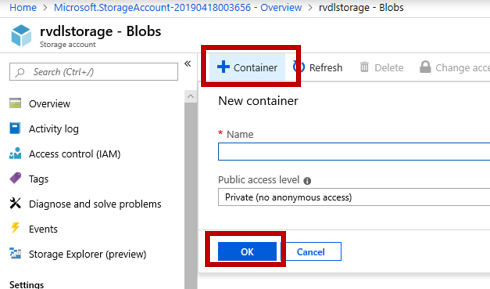 Home > Microsoft.StorageAccount-20190418003656 - Overview > rvdlstorage - Blobs
rvdlstorage - Blobs
Storage account
Search (Ctrl+/)
«
Overview
Activity log
Access control (IAM)
Tags
Diagnose and solve problems
Events
Storage Explorer (preview)
Settings
+ Container
Refresh
Delete
Change acce
New container
* Name
Public access level
Private (no anonymous access)
OK
Cancel